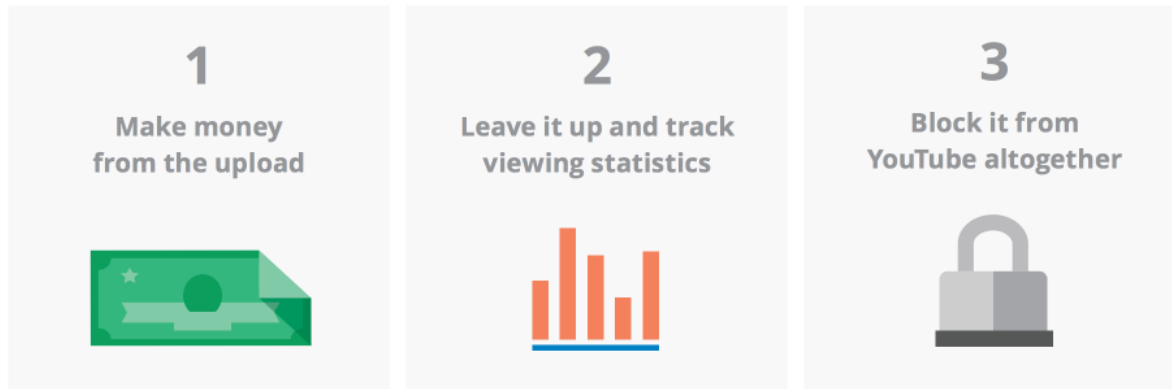 1
Make money
from the upload
2
Leave it up and track
viewing statistics
3
Block it from
YouTube altogether